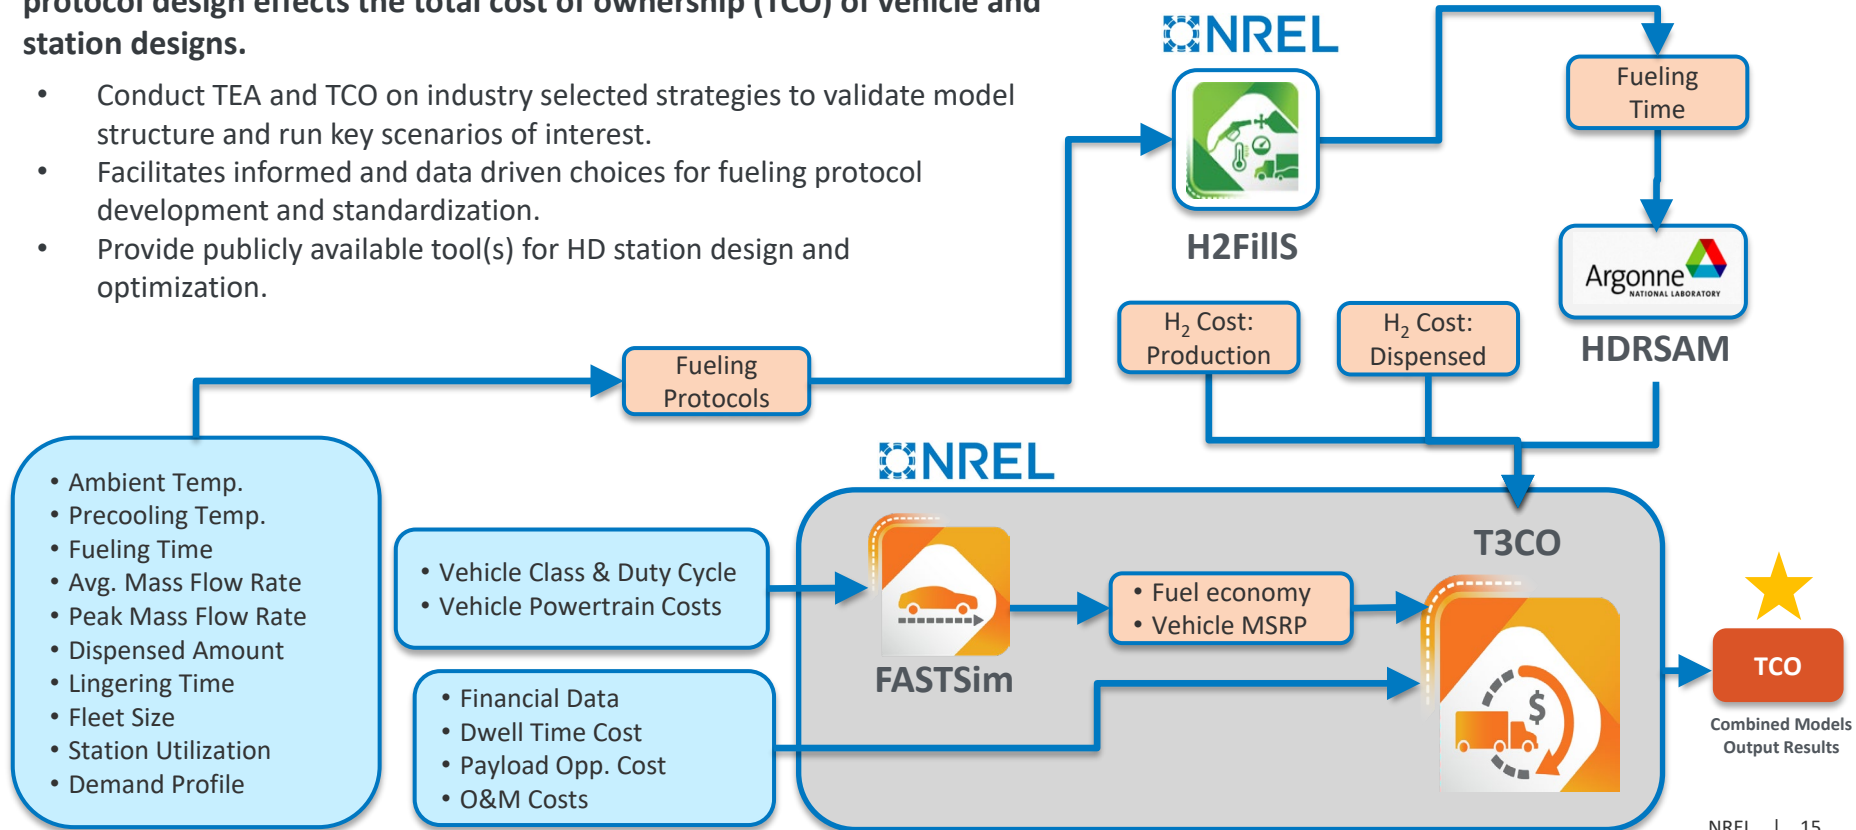 protocol design effects the total cost of ownership (TCO) of vehicle and
station designs.
• Conduct TEA and TCO on industry selected strategies to validate model
structure and run key scenarios of interest.
• Facilitates informed and data driven choices for fueling protocol
development and standardization.
• Provide publicly available tool(s) for HD station design and
optimization.
NREL
H2FillS
Fueling
Time
Argonne
NATIONAL LABORATORY
HDRSAM
H₂ Cost:
Production
H₂ Cost:
Dispensed
Fueling
Protocols
• Ambient Temp.
• Precooling Temp.
• Fueling Time
• Avg. Mass Flow Rate
• Peak Mass Flow Rate
• Dispensed Amount
• Lingering Time
• Fleet Size
• Station Utilization
• Demand Profile
• Vehicle Class & Duty Cycle
• Vehicle Powertrain Costs
• Financial Data
• Dwell Time Cost
• Payload Opp. Cost
• O&M Costs
NREL
FASTSim
• Fuel economy
• Vehicle MSRP
T3CO
$
TCO
Combined Models
Output Results
NREL | 15